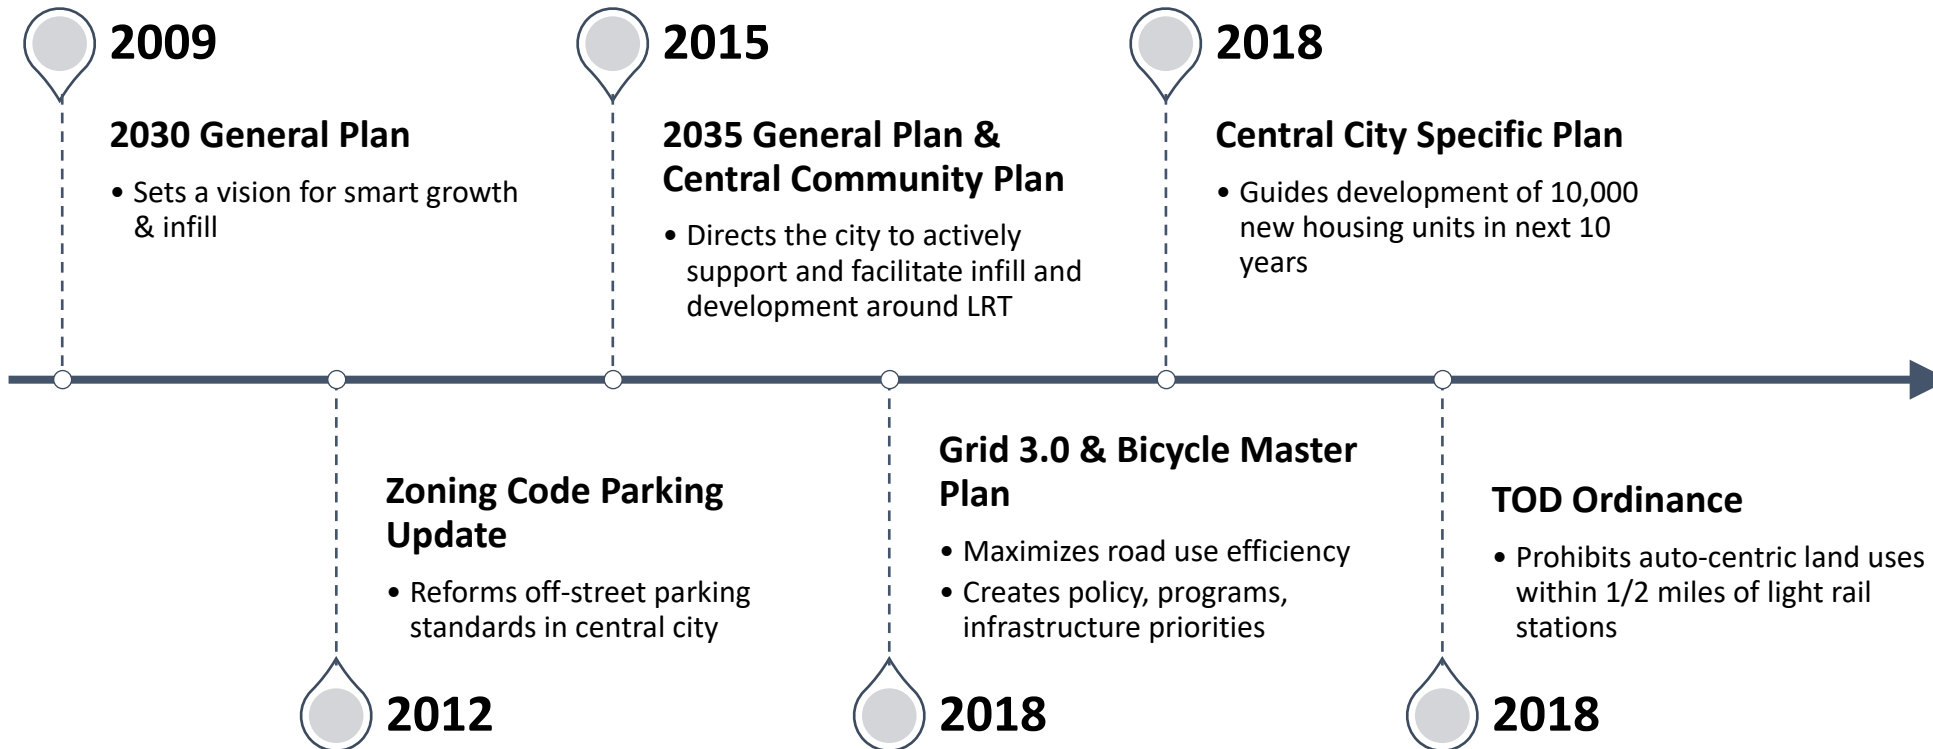 2009
2030 General Plan
• Sets a vision for smart growth
& infill
Zoning Code Parking
Update
• Reforms off-street parking
standards in central city
2012
2015
2035 General Plan &
Central Community Plan
• Directs the city to actively
support and facilitate infill and
development around LRT
Grid 3.0 & Bicycle Master
Plan
• Maximizes road use efficiency
• Creates policy, programs,
infrastructure priorities
2018
2018
Central City Specific Plan
• Guides development of 10,000
new housing units in next 10
years
TOD Ordinance
• Prohibits auto-centric land uses
within 1/2 miles of light rail
stations
2018